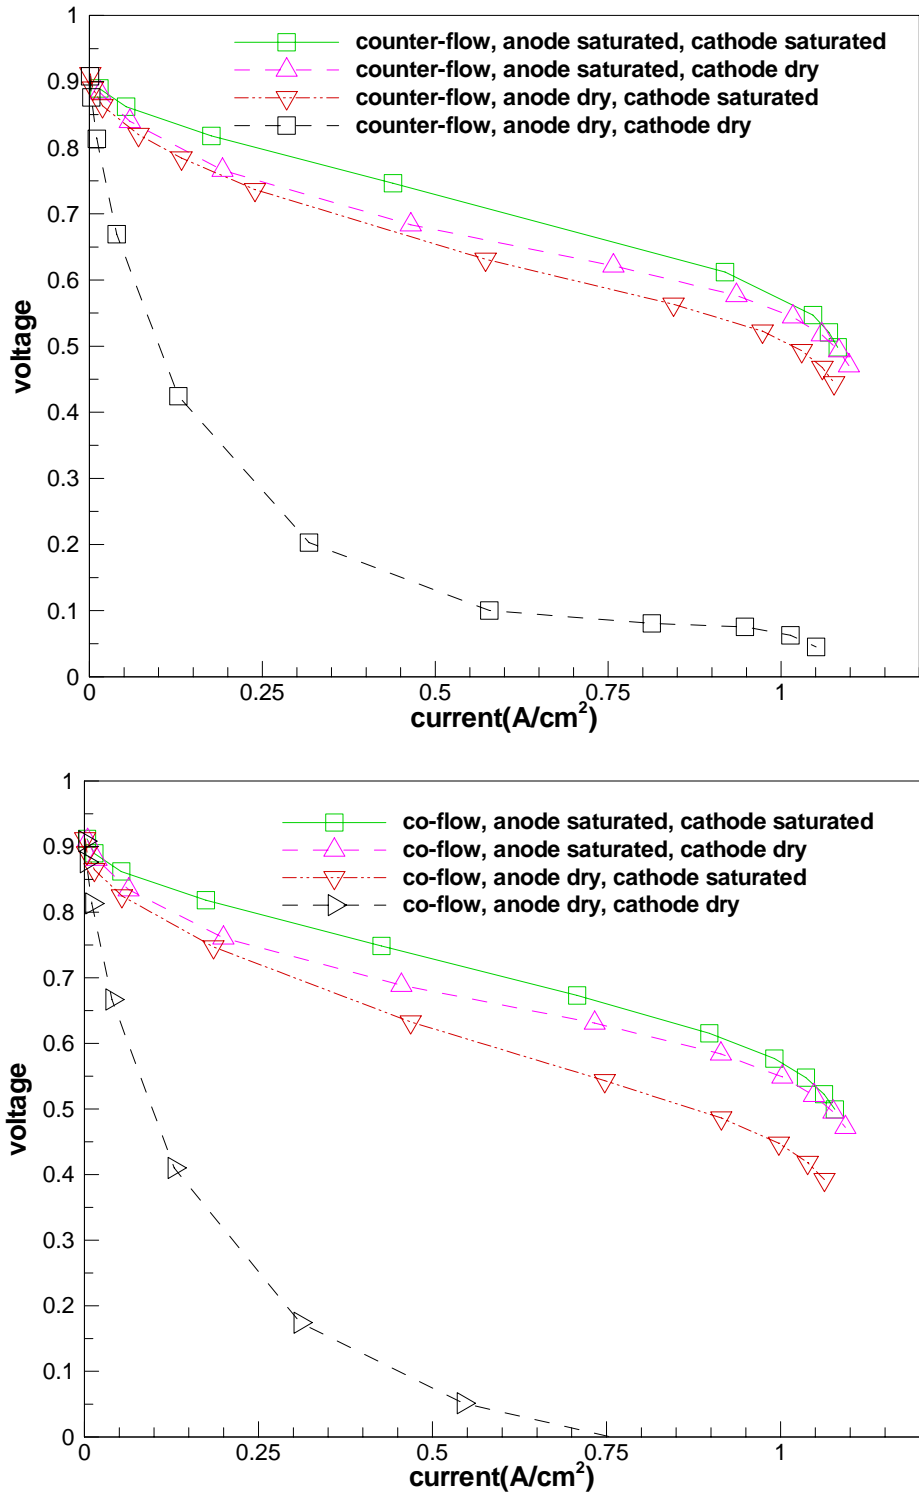 1
counter-flow, anode saturated, cathode saturated
counter-flow, anode saturated, cathode dry
0.9
counter-flow, anode dry, cathode saturated
counter-flow, anode dry, cathode dry
0.8
0.7
0.6
0.5
voltage
0.4
0.3
0.2
0.1
0
0 0.25 0.5 0.75 1
current(A/cm²)
1
co-flow, anode saturated, cathode saturated
0.9
co-flow, anode saturated, cathode dry
co-flow, anode dry, cathode saturated
0.8
co-flow, anode dry, cathode dry
0.7
0.6
0.5
voltage
0.4
0.3
0.2
0.1
0
0 0.25 0.5 0.75 1
current(A/cm²)